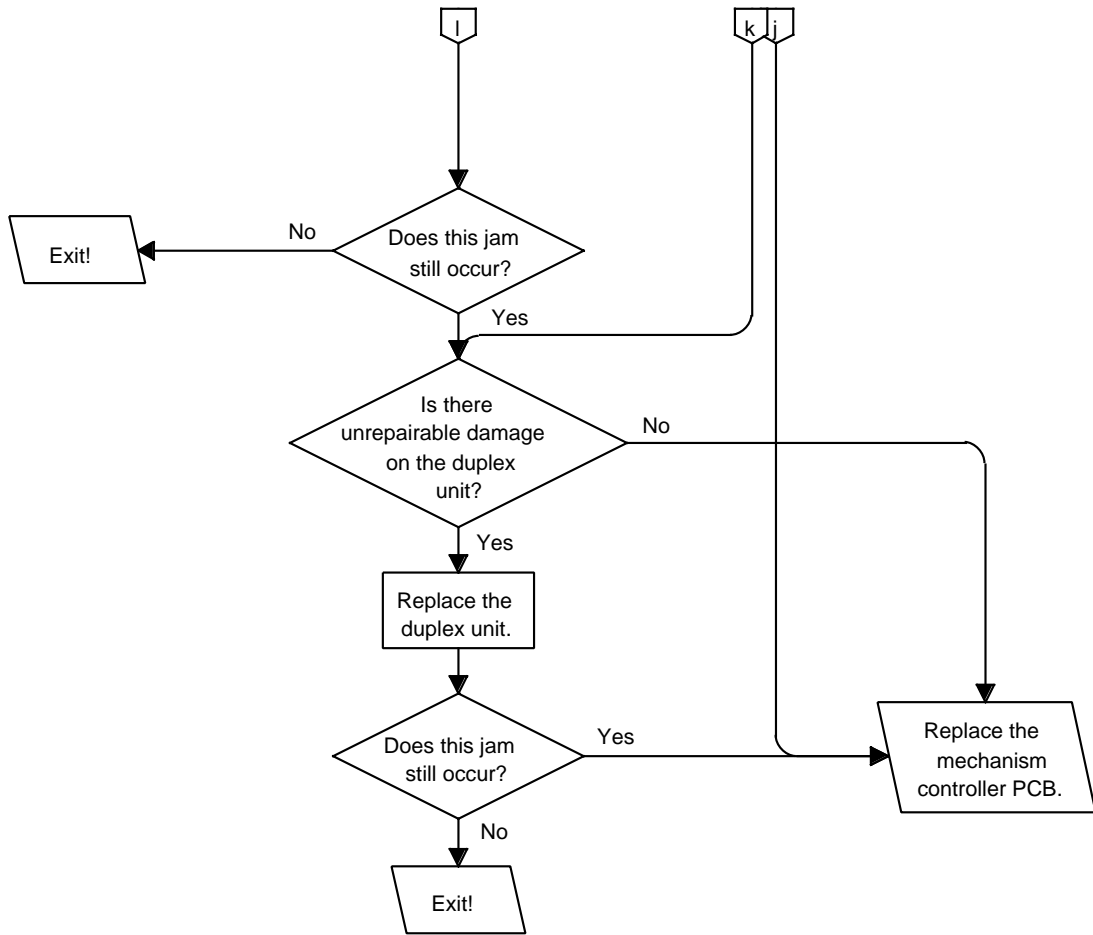 l
k
j
Does this jam
still occur?
No
Exit!
Yes
Is there
unrepairable damage
on the duplex
unit?
No
Yes
Replace the
duplex unit.
Does this jam
still occur?
Yes
Replace the
mechanism
controller PCB.
No
Exit!